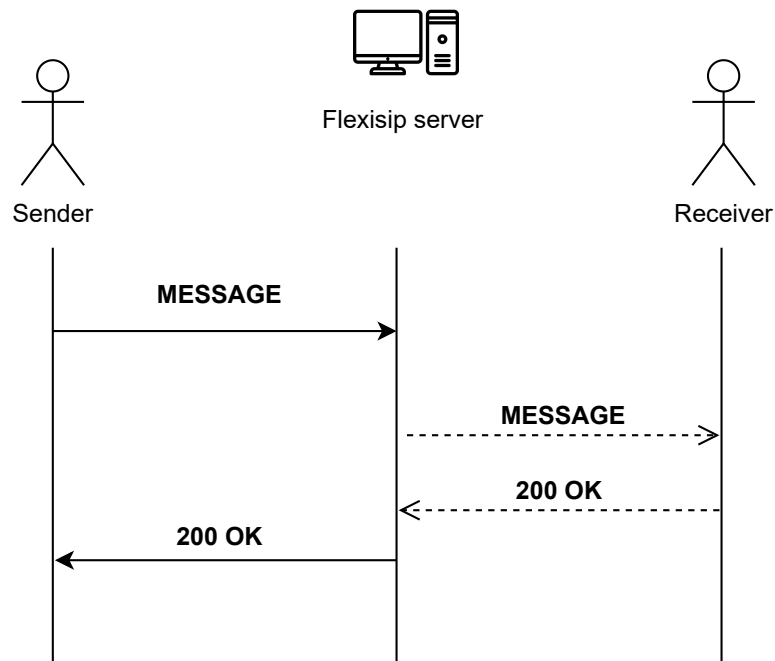 Flexisip server
Sender
Receiver
MESSAGE
MESSAGE
200 OK
200 OK